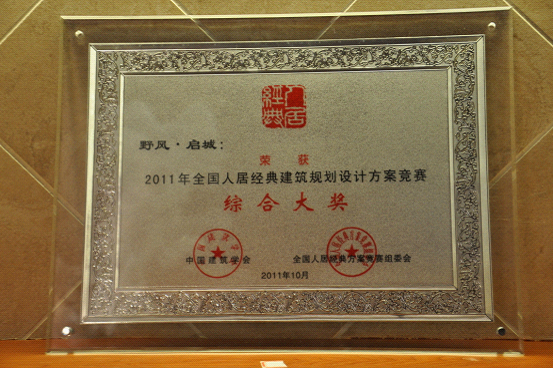 人居
經典
野风·启城：
荣获
2011年全国人居经典建筑规划设计方案竞赛
综合大奖
中国建筑学会 全国人居经典方案竞赛组委会
2011年10月